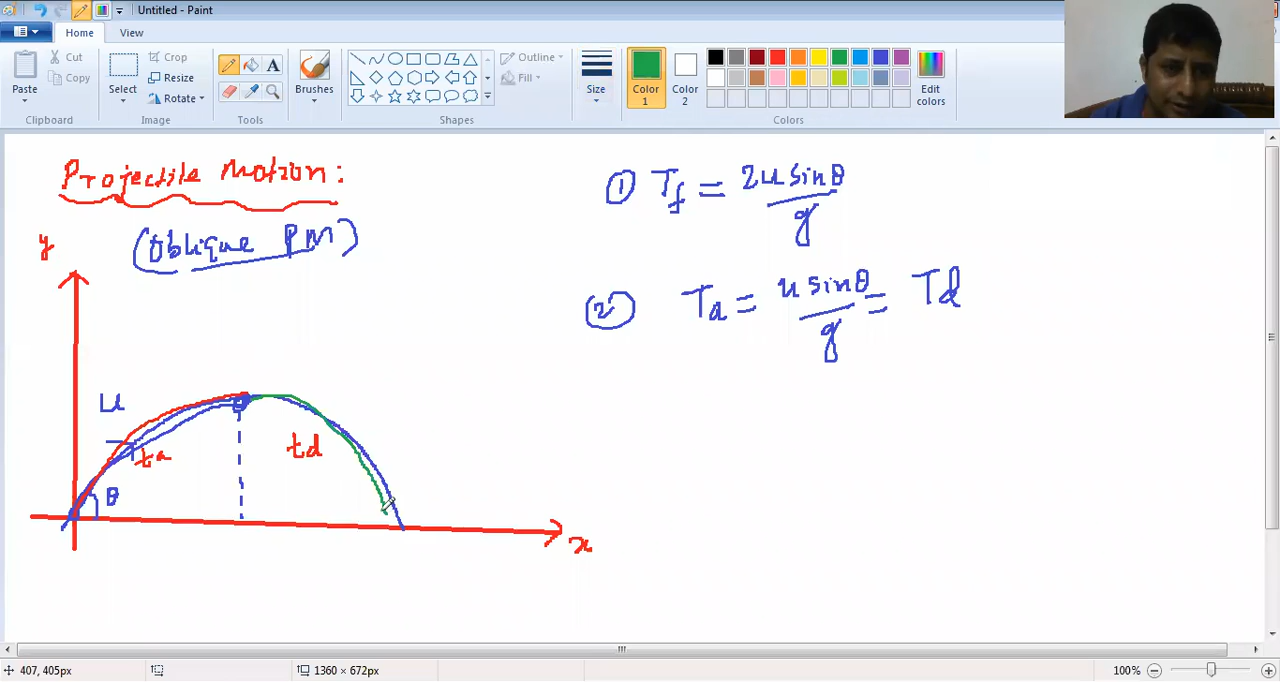 Untitled - Paint
Home View
Paste
Cut
Copy
Clipboard
Select
Crop
Resize
Rotate
Image
Tools
Brushes
Shapes
Outline
Fill
Size
Color 1
Color 2
Edit colors
Colors
Projectile Motion:
(Oblique PM)
y
① Tf = 2u sinθ / g
② Ta = u sinθ / g = Td
u
ta
td
θ
x
407, 405px
1360 × 672px
100%